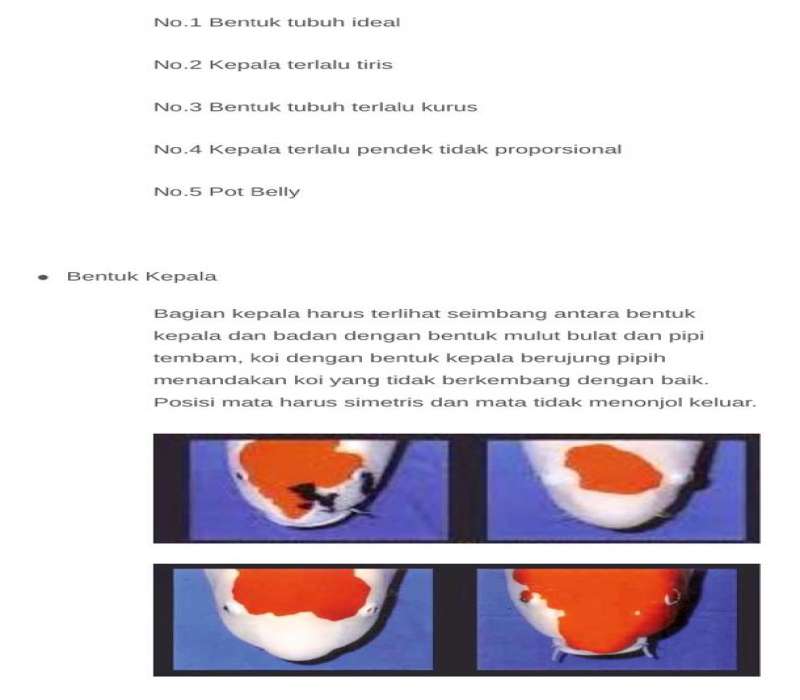 No.1 Bentuk tubuh ideal
No.2 Kepala terlalu tiris
No.3 Bentuk tubuh terlalu kurus
No.4 Kepala terlalu pendek tidak proporsional
No.5 Pot Belly
• Bentuk Kepala
Bagian kepala harus terlihat seimbang antara bentuk
kepala dan badan dengan bentuk mulut bulat dan pipi
tembam, koi dengan bentuk kepala berujung pipih
menandakan koi yang tidak berkembang dengan baik.
Posisi mata harus simetris dan mata tidak menonjol keluar.